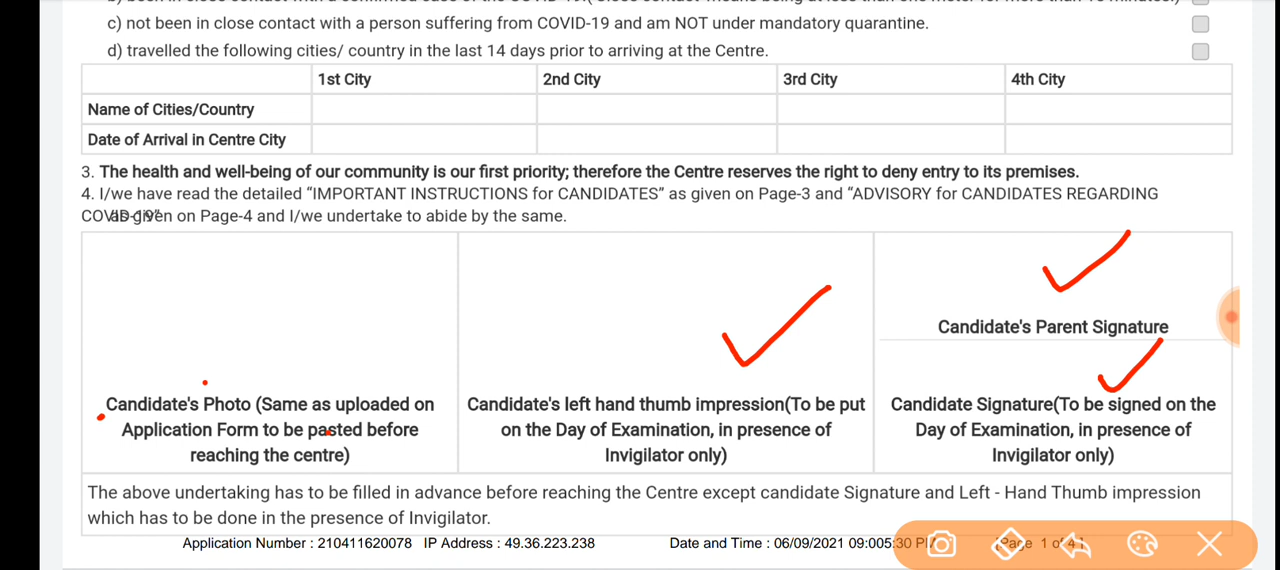 c) not been in close contact with a person suffering from COVID-19 and am NOT under mandatory quarantine.
d) travelled the following cities/ country in the last 14 days prior to arriving at the Centre.
1st City 2nd City 3rd City 4th City
Name of Cities/Country
Date of Arrival in Centre City
3. The health and well-being of our community is our first priority; therefore the Centre reserves the right to deny entry to its premises.
4. I/we have read the detailed “IMPORTANT INSTRUCTIONS for CANDIDATES” as given on Page-3 and “ADVISORY for CANDIDATES REGARDING
COVID-19” as given on Page-4 and I/we undertake to abide by the same.
Candidate's Parent Signature
Candidate's Photo (Same as uploaded on
Application Form to be pasted before
reaching the centre)
Candidate's left hand thumb impression(To be put
on the Day of Examination, in presence of
Invigilator only)
Candidate Signature(To be signed on the
Day of Examination, in presence of
Invigilator only)
The above undertaking has to be filled in advance before reaching the Centre except candidate Signature and Left - Hand Thumb impression
which has to be done in the presence of Invigilator.
Application Number : 210411620078 IP Address : 49.36.223.238 Date and Time : 06/09/2021 09:005:30 Page 1 of 4